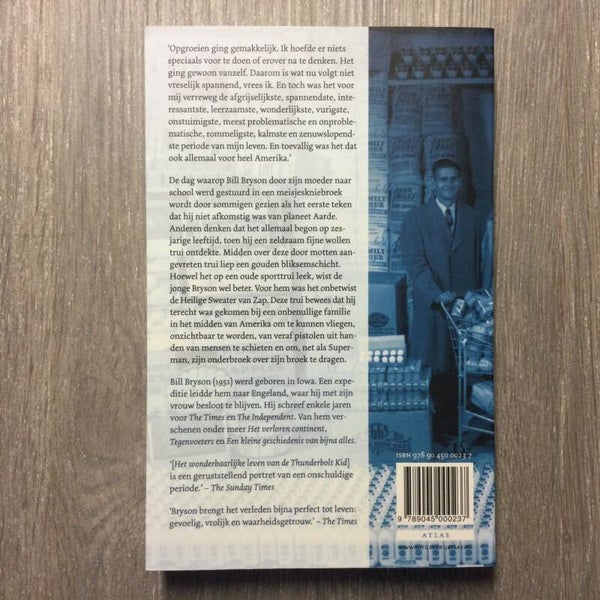 'Opgroeien ging gemakkelijk. Ik hoefde er niets
speciaals voor te doen of erover na te denken. Het
ging gewoon vanzelf. Daarom is wat nu volgt niet
vreselijk spannend, vrees ik. En toch was het voor
mij verreweg de afgrijselijkste, spannendste, inte-
ressantste, leerzaamste, wonderlijkste, vurigste,
onstuimigste, meest problematische en onproble-
matische, rommeligste, kalmste en zenuwslopend-
ste periode van mijn leven. En toevallig was het dat
ook allemaal voor heel Amerika.'
De dag waarop Bill Bryson door zijn moeder naar
school werd gestuurd in een meisjeskniebroek
wordt door sommigen gezien als het eerste teken
dat hij niet afkomstig was van planeet Aarde.
Anderen denken dat het allemaal begon op zes-
jarige leeftijd, toen hij een zeldzaam fijne wollen
trui ontdekte. Midden over deze door motten aan-
gevreten trui liep een gouden bliksemschicht.
Hoewel het op een oude sporttrui leek, wist de
jonge Bryson wel beter. Voor hem was het onbetwist
de Heilige Sweater van Zap. Deze trui bewees dat hij
terecht was gekomen bij een onbenullige familie
in het midden van Amerika om te kunnen vliegen,
onzichtbaar te worden, van veraf pistolen uit han-
den van mensen te schieten en om, net als Super-
man, zijn onderbroek over zijn broek te dragen.
Bill Bryson (1951) werd geboren in Iowa. Een expe-
ditie leidde hem naar Engeland, waar hij met zijn
vrouw besloot te blijven. Hij schreef enkele jaren
voor The Times en The Independent. Van hem ver-
schenen onder meer Het verloren continent,
Tegenvoeters en Een kleine geschiedenis van bijna alles.
'[Het wonderbaarlijke leven van de Thunderbolt Kid]
is een geruststellend portret van een onschuldige
periode.' – The Sunday Times
'Bryson brengt het verleden bijna perfect tot leven:
gevoelig, vrolijk en waarheidsgetrouw.' – The Times
ISBN 978 90 450 0023 7
9 789045 000237
ATLAS